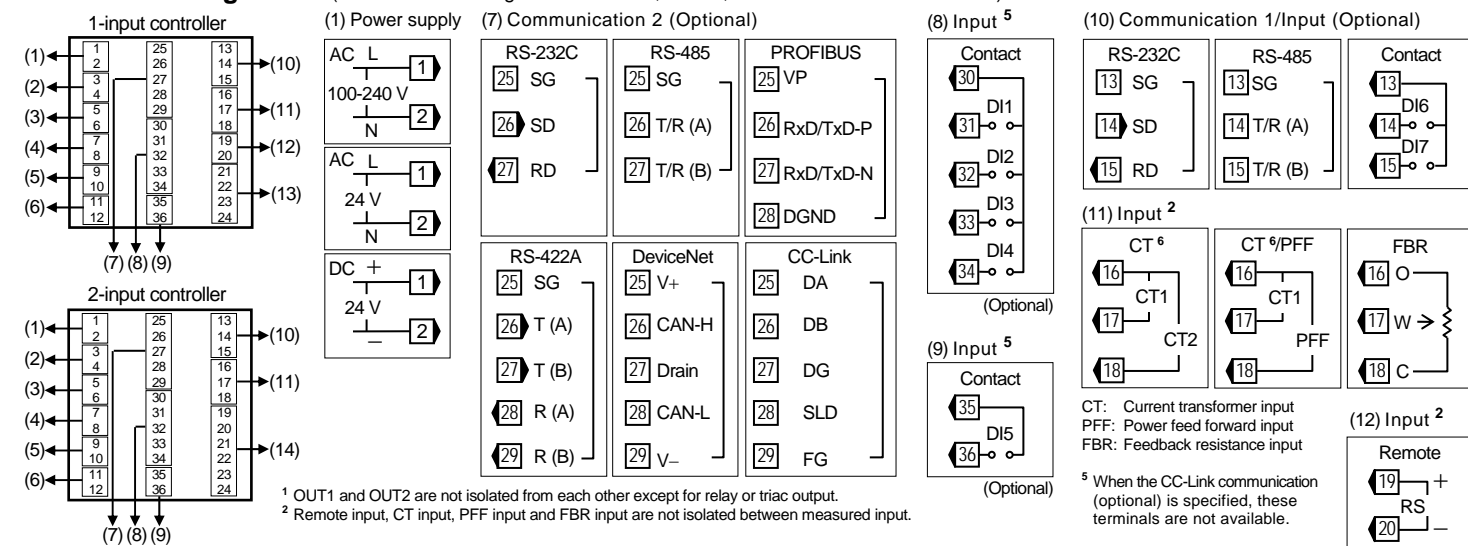 1-input controller
(1)
(2)
(3)
(4)
(5)
(6)
1
2
3
4
5
6
7
8
9
10
11
12
25
26
27
28
29
30
31
32
33
34
35
36
13
14
15
16
17
18
19
20
21
22
23
24
(10)
(11)
(12)
(13)
(7) (8) (9)
2-input controller
(1)
(2)
(3)
(4)
(5)
(6)
1
2
3
4
5
6
7
8
9
10
11
12
25
26
27
28
29
30
31
32
33
34
35
36
13
14
15
16
17
18
19
20
21
22
23
24
(10)
(11)
(14)
(7) (8) (9)
(1) Power supply
AC L
1
100-240 V
N
2
AC L
1
24 V
N
2
DC +
1
24 V
−
2
(7) Communication 2 (Optional)
RS-232C
25 SG
26 SD
27 RD
RS-485
25 SG
26 T/R (A)
27 T/R (B)
PROFIBUS
25 VP
26 RxD/TxD-P
27 RxD/TxD-N
28 DGND
RS-422A
25 SG
26 T (A)
27 T (B)
28 R (A)
29 R (B)
DeviceNet
25 V+
26 CAN-H
27 Drain
28 CAN-L
29 V−
CC-Link
25 DA
26 DB
27 DG
28 SLD
29 FG
1 OUT1 and OUT2 are not isolated from each other except for relay or triac output.
2 Remote input, CT input, PFF input and FBR input are not isolated between measured input.
(8) Input 5
Contact
30
DI1
31
DI2
32
DI3
33
DI4
34
(Optional)
(9) Input 5
Contact
35
DI5
36
(Optional)
(10) Communication 1/Input (Optional)
RS-232C
13 SG
14 SD
15 RD
RS-485
13 SG
14 T/R (A)
15 T/R (B)
Contact
13
DI6
14
DI7
15
(11) Input 2
CT 6
16
CT1
17
CT2
18
CT 6/PFF
16
CT1
17
PFF
18
FBR
16 O
17 W
18 C
CT: Current transformer input
PFF: Power feed forward input
FBR: Feedback resistance input
5 When the CC-Link communication
(optional) is specified, these
terminals are not available.
(12) Input 2
Remote
19 +
RS
20 −